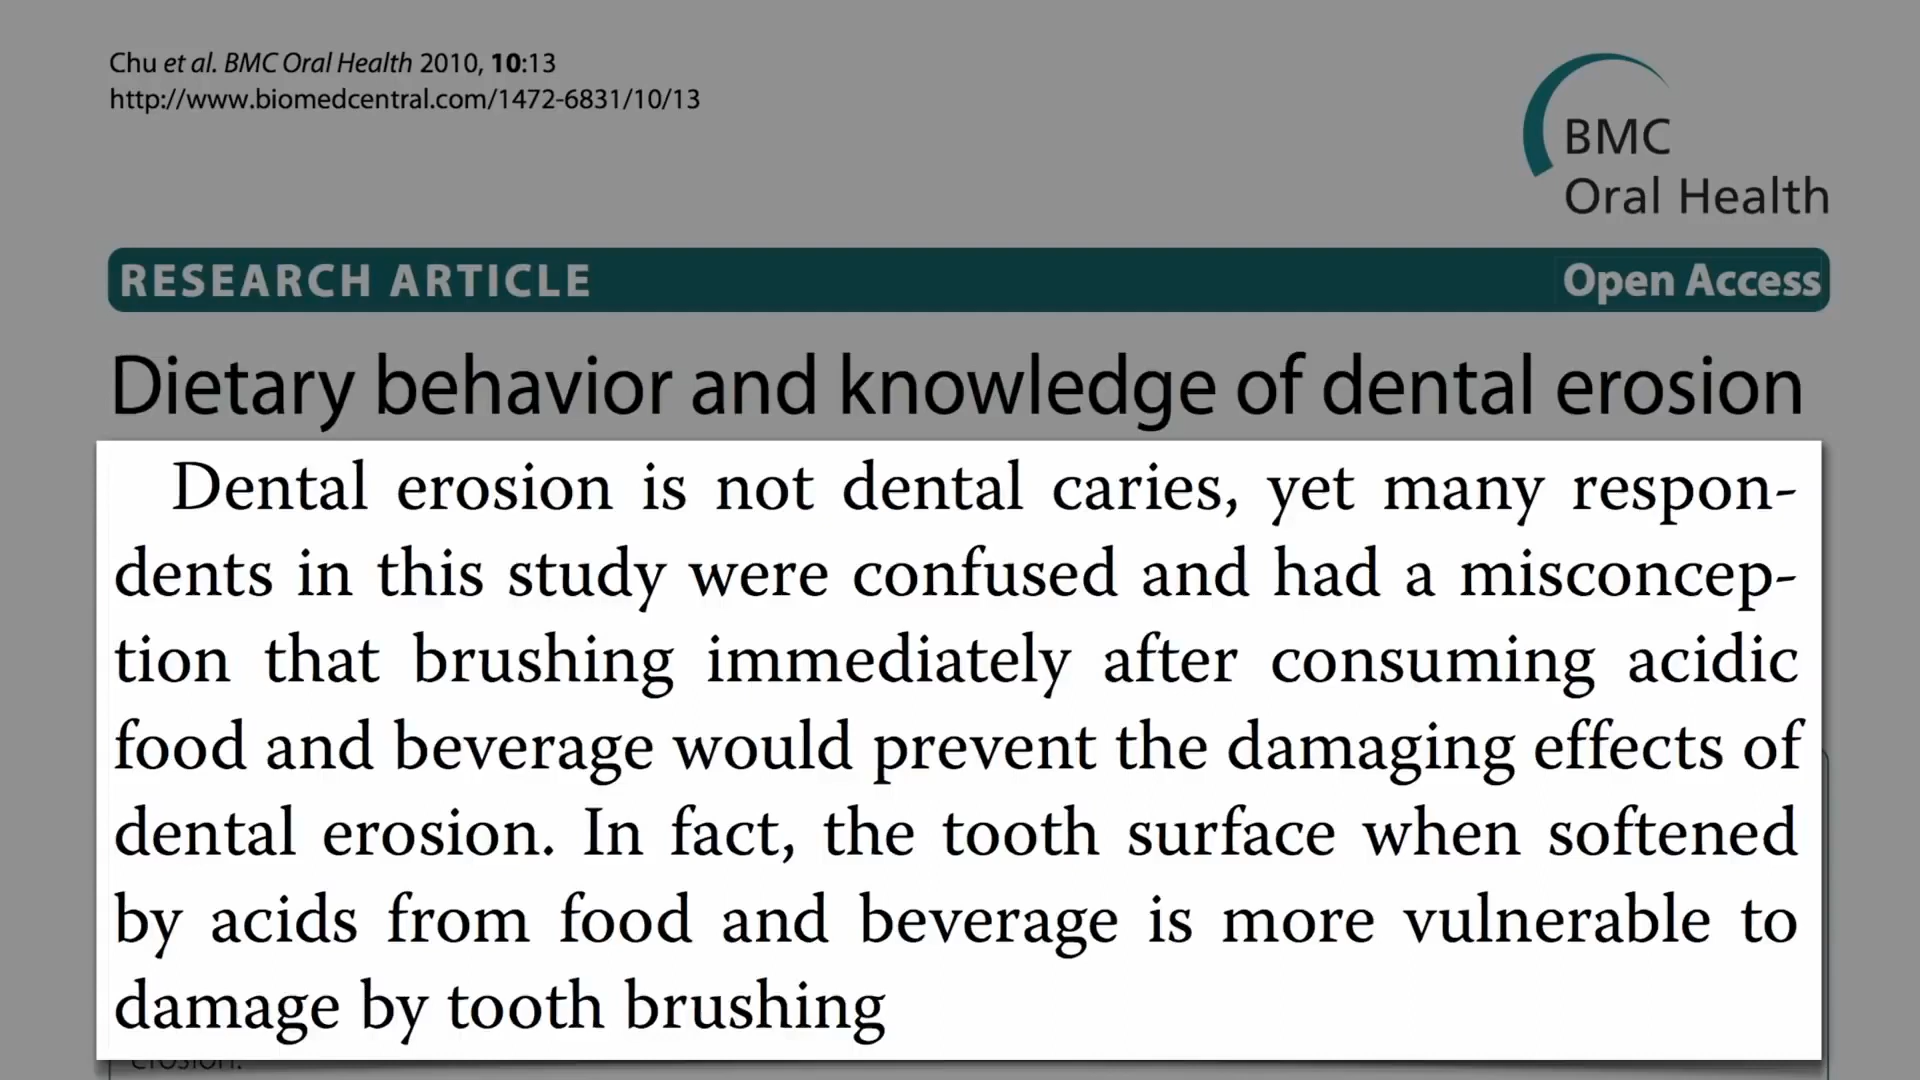 Chu et al. BMC Oral Health 2010, 10:13
http://www.biomedcentral.com/1472-6831/10/13
BMC
Oral Health
RESEARCH ARTICLE Open Access
Dietary behavior and knowledge of dental erosion
Dental erosion is not dental caries, yet many respon-
dents in this study were confused and had a misconcep-
tion that brushing immediately after consuming acidic
food and beverage would prevent the damaging effects of
dental erosion. In fact, the tooth surface when softened
by acids from food and beverage is more vulnerable to
damage by tooth brushing
erosion.